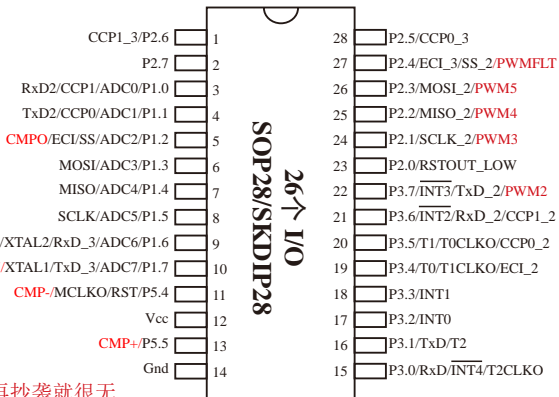 CCP1_3/P2.6 1
P2.7 2
RxD2/CCP1/ADC0/P1.0 3
TxD2/CCP0/ADC1/P1.1 4
CMPO/ECI/SS/ADC2/P1.2 5
MOSI/ADC3/P1.3 6
MISO/ADC4/P1.4 7
SCLK/ADC5/P1.5 8
/XTAL2/RxD_3/ADC6/P1.6 9
/XTAL1/TxD_3/ADC7/P1.7 10
CMP-/MCLKO/RST/P5.4 11
Vcc 12
CMP+/P5.5 13
Gnd 14
26个 I/O
SOP28/SKDIP28
28 P2.5/CCP0_3
27 P2.4/ECI_3/SS_2/PWMFLT
26 P2.3/MOSI_2/PWM5
25 P2.2/MISO_2/PWM4
24 P2.1/SCLK_2/PWM3
23 P2.0/RSTOUT_LOW
22 P3.7/INT3/TxD_2/PWM2
21 P3.6/INT2/RxD_2/CCP1_2
20 P3.5/T1/T0CLKO/CCP0_2
19 P3.4/T0/T1CLKO/ECI_2
18 P3.3/INT1
17 P3.2/INT0
16 P3.1/TxD/T2
15 P3.0/RxD/INT4/T2CLKO
再抄袭就很无